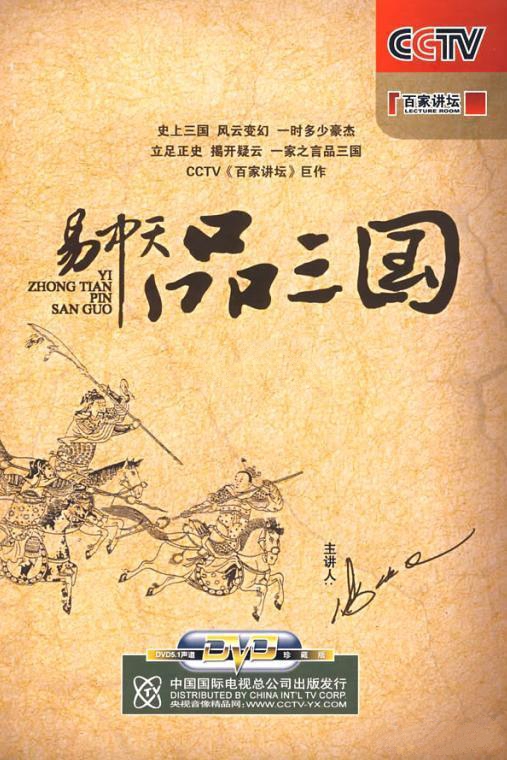 CCTV
百家讲坛
LECTURE ROOM
史上三国 风云变幻 一时多少豪杰
立足正史 揭开疑云 一家之言品三国
CCTV《百家讲坛》巨作
易中天品三国
YI
ZHONG TIAN
PIN
SAN GUO
主讲人:
DVD5.1声道 DVD 珍藏版
中国国际电视总公司出版发行
DISTRIBUTED BY CHINA INT'L TV CORP.
央视音像精品网:WWW.CCTV-YX.COM